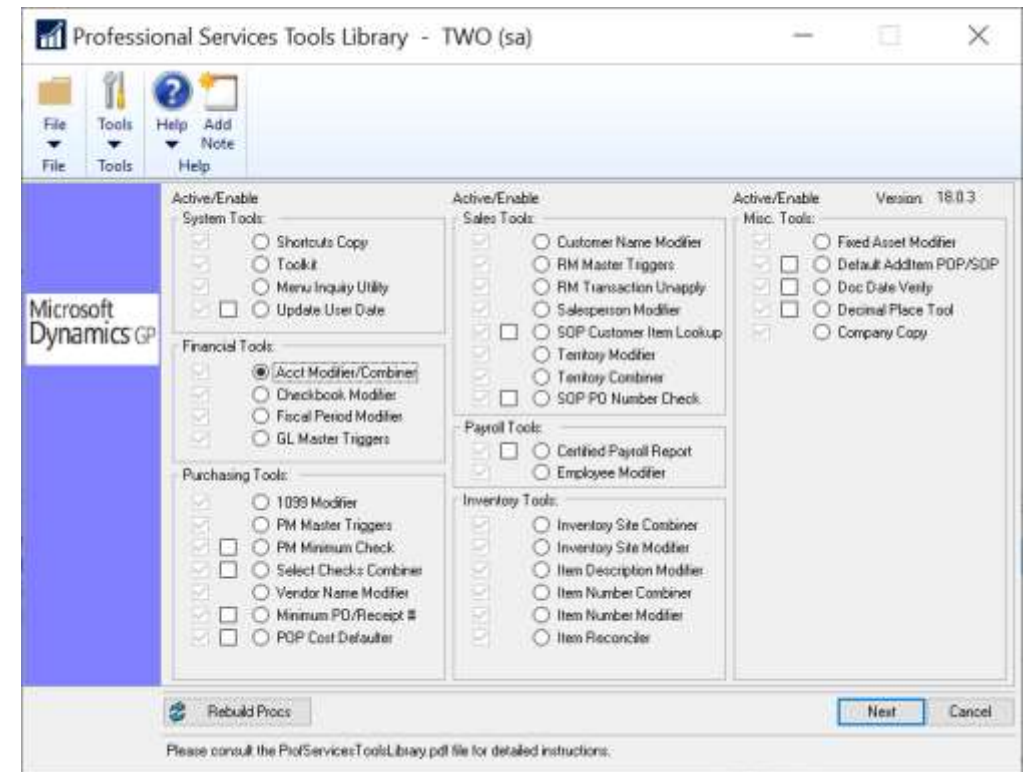 Professional Services Tools Library - TWO (sa)
File
Tools
Help
Add Note
File
Tools
Help
Microsoft
Dynamics GP
Active/Enable
System Tools:
Shortcuts Copy
Toolkit
Menu Inquiry Utility
Update User Date
Financial Tools:
Acct Modifier/Combiner
Checkbook Modifier
Fiscal Period Modifier
GL Master Triggers
Purchasing Tools:
1099 Modifier
PM Master Triggers
PM Minimum Check
Select Checks Combiner
Vendor Name Modifier
Minimum PO/Receipt #
POP Cost Defaulter
Active/Enable
Sales Tools:
Customer Name Modifier
RM Master Triggers
RM Transaction Unapply
Salesperson Modifier
SOP Customer Item Lookup
Territory Modifier
Territory Combiner
SOP PO Number Check
Payroll Tools:
Certified Payroll Report
Employee Modifier
Inventory Tools:
Inventory Site Combiner
Inventory Site Modifier
Item Description Modifier
Item Number Combiner
Item Number Modifier
Item Reconciler
Active/Enable
Version: 18.0.3
Misc. Tools:
Fixed Asset Modifier
Default AddItem POP/SOP
Doc Date Verify
Decimal Place Tool
Company Copy
Rebuild Procs
Next
Cancel
Please consult the ProfServicesToolsLibrary.pdf file for detailed instructions.